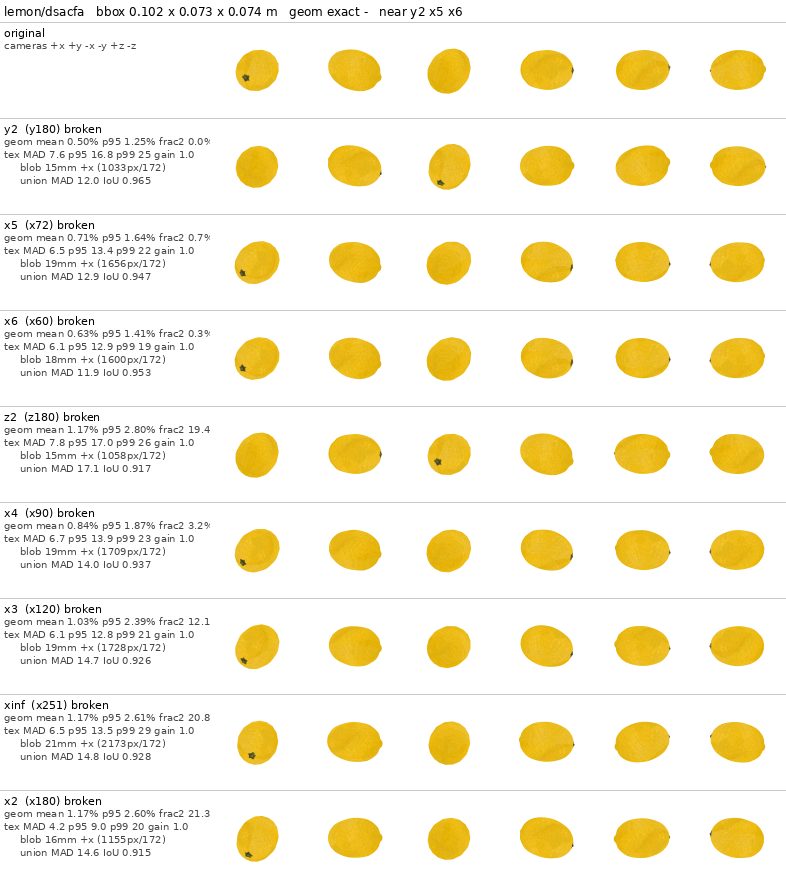 lemon/dsacfa bbox 0.102 x 0.073 x 0.074 m geom exact - near y2 x5 x6
original
cameras +x +y -x -y +z -z
y2 (y180) broken
geom mean 0.50% p95 1.25% frac2 0.0%
tex MAD 7.6 p95 16.8 p99 25 gain 1.0
blob 15mm +x (1033px/172)
union MAD 12.0 IoU 0.965
x5 (x72) broken
geom mean 0.71% p95 1.64% frac2 0.7%
tex MAD 6.5 p95 13.4 p99 22 gain 1.0
blob 19mm +x (1656px/172)
union MAD 12.9 IoU 0.947
x6 (x60) broken
geom mean 0.63% p95 1.41% frac2 0.3%
tex MAD 6.1 p95 12.9 p99 19 gain 1.0
blob 18mm +x (1600px/172)
union MAD 11.9 IoU 0.953
z2 (z180) broken
geom mean 1.17% p95 2.80% frac2 19.4
tex MAD 7.8 p95 17.0 p99 26 gain 1.0
blob 15mm +x (1058px/172)
union MAD 17.1 IoU 0.917
x4 (x90) broken
geom mean 0.84% p95 1.87% frac2 3.2%
tex MAD 6.7 p95 13.9 p99 23 gain 1.0
blob 19mm +x (1709px/172)
union MAD 14.0 IoU 0.937
x3 (x120) broken
geom mean 1.03% p95 2.39% frac2 12.1
tex MAD 6.1 p95 12.8 p99 21 gain 1.0
blob 19mm +x (1728px/172)
union MAD 14.7 IoU 0.926
xinf (x251) broken
geom mean 1.17% p95 2.61% frac2 20.8
tex MAD 6.5 p95 13.5 p99 29 gain 1.0
blob 21mm +x (2173px/172)
union MAD 14.8 IoU 0.928
x2 (x180) broken
geom mean 1.17% p95 2.60% frac2 21.3
tex MAD 4.2 p95 9.0 p99 20 gain 1.0
blob 16mm +x (1155px/172)
union MAD 14.6 IoU 0.915